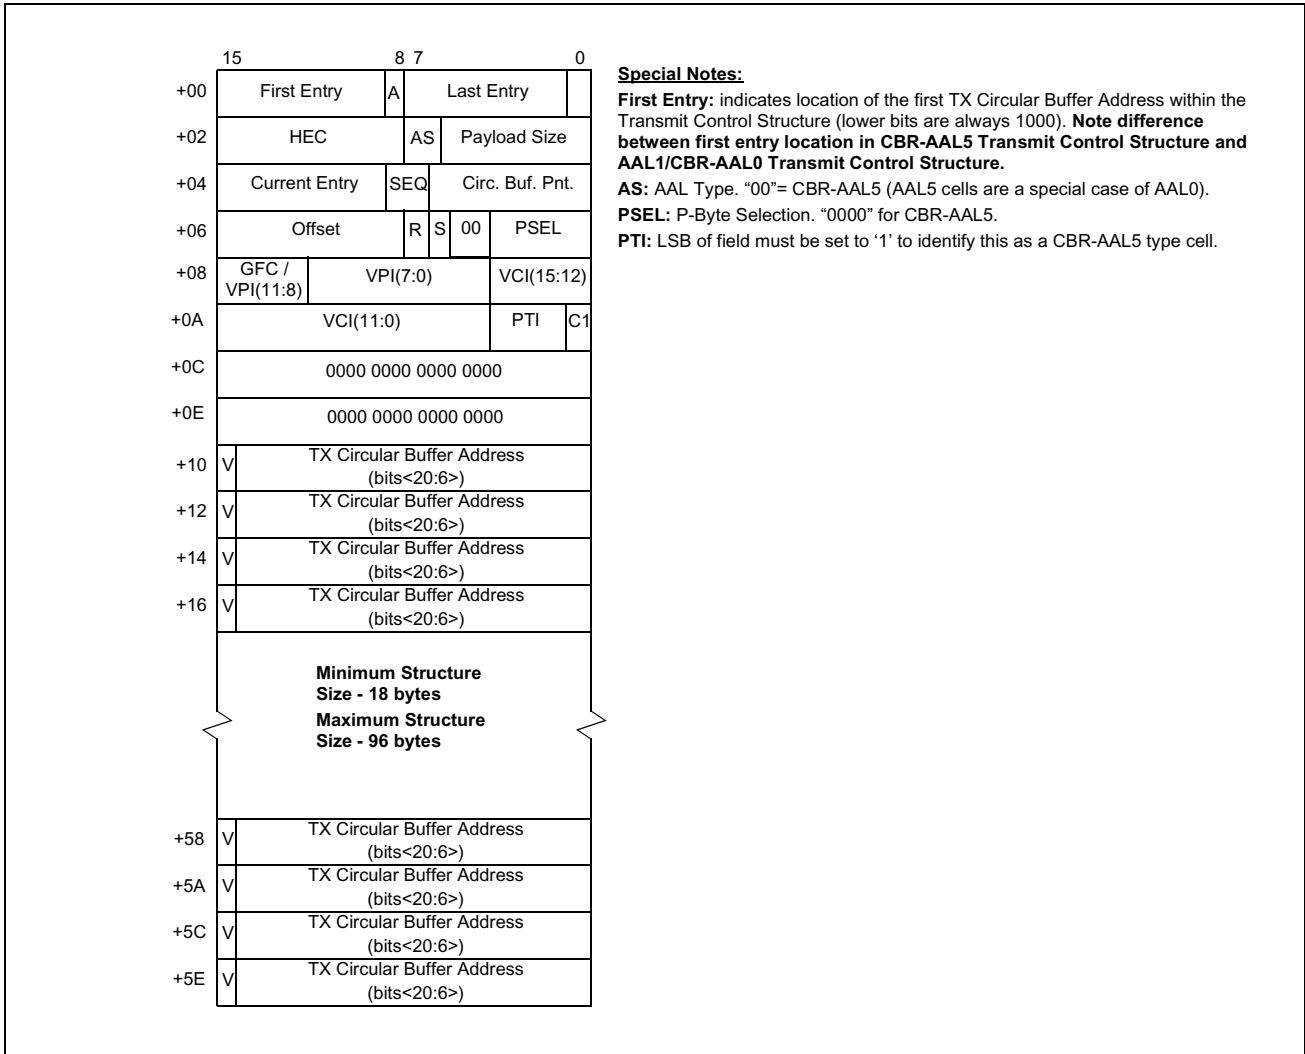 15 8 7 0
+00 First Entry A Last Entry
+02 HEC AS Payload Size
+04 Current Entry SEQ Circ. Buf. Pnt.
+06 Offset R S 00 PSEL
+08 GFC / VPI(11:8) VPI(7:0) VCI(15:12)
+0A VCI(11:0) PTI C1
+0C 0000 0000 0000 0000
+0E 0000 0000 0000 0000
+10 V TX Circular Buffer Address
(bits<20:6>)
+12 V TX Circular Buffer Address
(bits<20:6>)
+14 V TX Circular Buffer Address
(bits<20:6>)
+16 V TX Circular Buffer Address
(bits<20:6>)
Minimum Structure
Size - 18 bytes
Maximum Structure
Size - 96 bytes
+58 V TX Circular Buffer Address
(bits<20:6>)
+5A V TX Circular Buffer Address
(bits<20:6>)
+5C V TX Circular Buffer Address
(bits<20:6>)
+5E V TX Circular Buffer Address
(bits<20:6>)
Special Notes:
First Entry: indicates location of the first TX Circular Buffer Address within the
Transmit Control Structure (lower bits are always 1000). Note difference
between first entry location in CBR-AAL5 Transmit Control Structure and
AAL1/CBR-AAL0 Transmit Control Structure.
AS: AAL Type. “00”= CBR-AAL5 (AAL5 cells are a special case of AAL0).
PSEL: P-Byte Selection. “0000” for CBR-AAL5.
PTI: LSB of field must be set to ‘1’ to identify this as a CBR-AAL5 type cell.